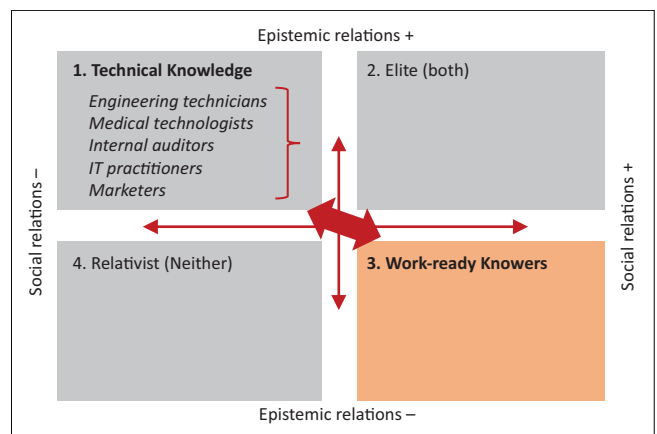 Epistemic relations +
1. Technical Knowledge
Engineering technicians
Medical technologists
Internal auditors
IT practitioners
Marketers
2. Elite (both)
Social relations –
Social relations +
4. Relativist (Neither)
3. Work-ready Knowers
Epistemic relations –